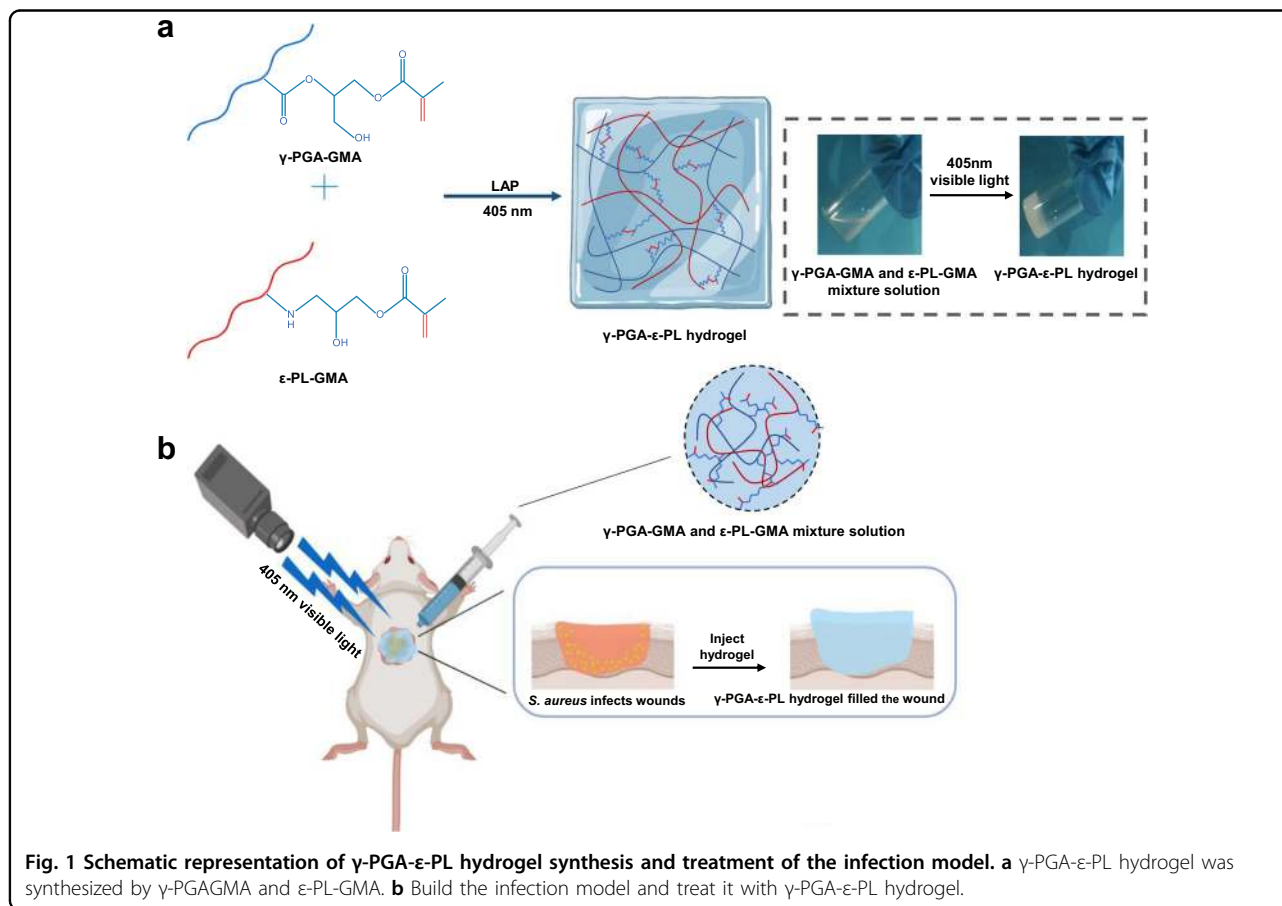 a
O
O
O
O
OH
γ-PGA-GMA
+
LAP
405 nm
N
H
O
O
OH
ε-PL-GMA
γ-PGA-ε-PL hydrogel
405nm
visible light
γ-PGA-GMA and ε-PL-GMA
mixture solution
γ-PGA-ε-PL hydrogel
b
405 nm visible light
γ-PGA-GMA and ε-PL-GMA mixture solution
Inject
hydrogel
S. aureus infects wounds
γ-PGA-ε-PL hydrogel filled the wound
Fig. 1 Schematic representation of γ-PGA-ε-PL hydrogel synthesis and treatment of the infection model. a γ-PGA-ε-PL hydrogel was
synthesized by γ-PGAGMA and ε-PL-GMA. b Build the infection model and treat it with γ-PGA-ε-PL hydrogel.